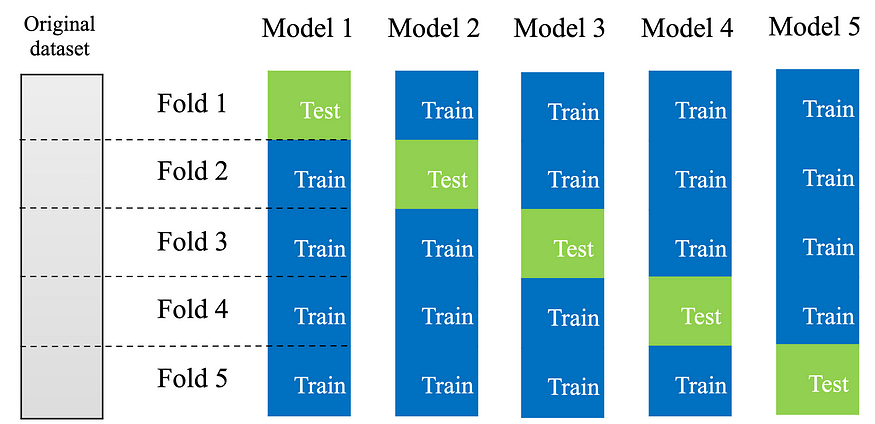 Original
dataset
Model 1 Model 2 Model 3 Model 4 Model 5
Fold 1 Test Train Train Train Train
Fold 2 Train Test Train Train Train
Fold 3 Train Train Test Train Train
Fold 4 Train Train Train Test Train
Fold 5 Train Train Train Train Test